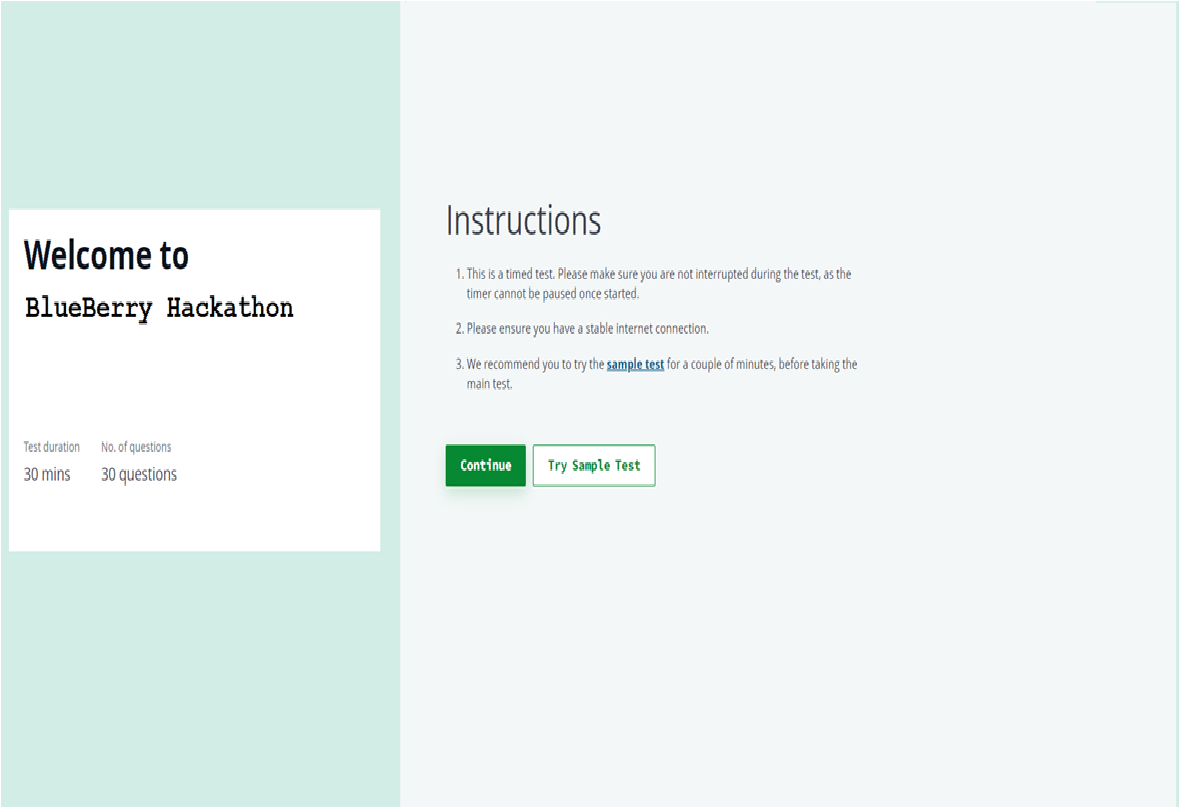 Welcome to
BlueBerry Hackathon
Test duration No. of questions
30 mins 30 questions
Instructions
1. This is a timed test. Please make sure you are not interrupted during the test, as the
timer cannot be paused once started.
2. Please ensure you have a stable internet connection.
3. We recommend you to try the sample test for a couple of minutes, before taking the
main test.
Continue Try Sample Test